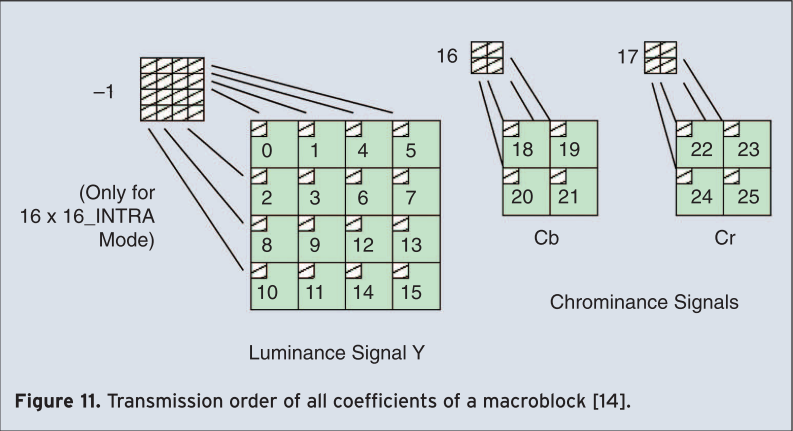 −1
16
17
0 1 4 5
2 3 6 7
8 9 12 13
10 11 14 15
18 19
20 21
22 23
24 25
(Only for
16 x 16_INTRA
Mode)
Cb
Cr
Chrominance Signals
Luminance Signal Y
Figure 11. Transmission order of all coefficients of a macroblock [14].